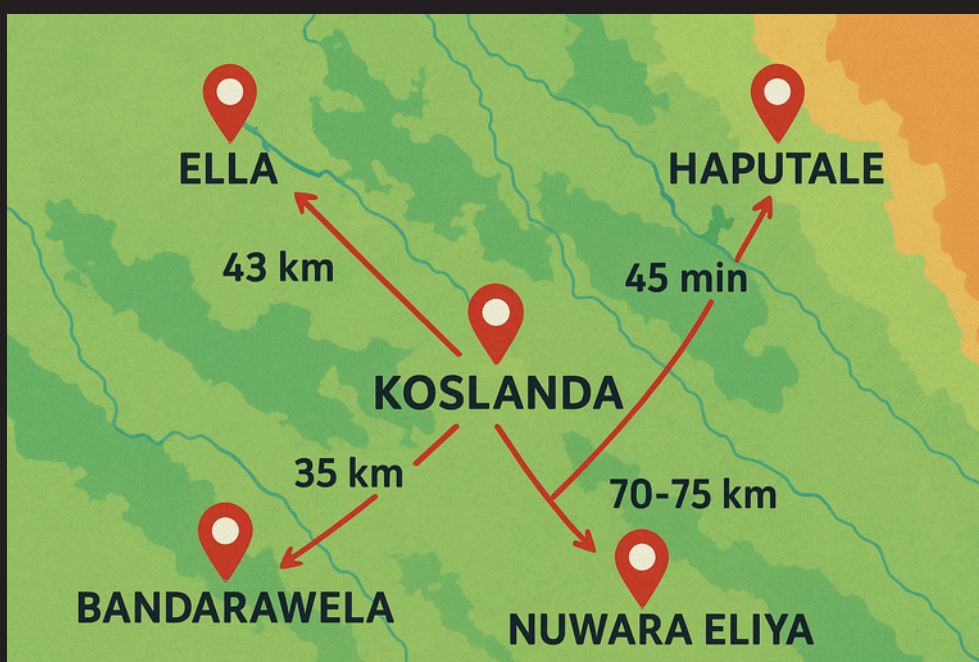 ELLA
HAPUTALE
43 km
45 min
KOSLANDA
35 km
70-75 km
BANDARAWELA
NUWARA ELIYA